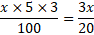 x × 5 × 3 / 100 = 3x / 20